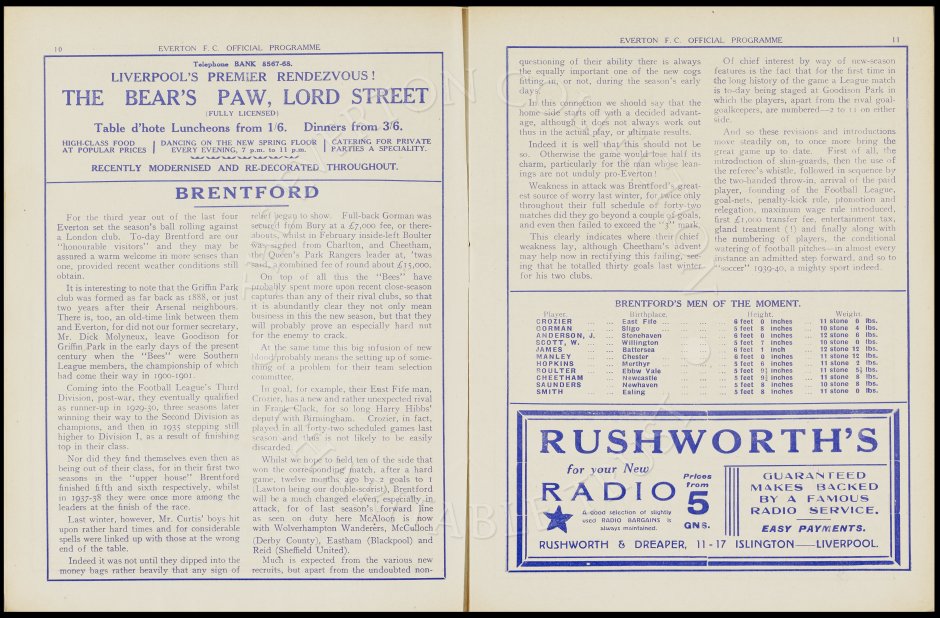 10
EVERTON F.C. OFFICIAL PROGRAMME
Telephone BANK 8567-68.
LIVERPOOL'S PREMIER RENDEZVOUS!
THE BEAR'S PAW, LORD STREET
(FULLY LICENSED)
Table d'hote Luncheons from 1/6. Dinners from 3/6.
HIGH-CLASS FOOD
AT POPULAR PRICES
DANCING ON THE NEW SPRING FLOOR
EVERY EVENING, 7 p.m. to 11 p.m.
CATERING FOR PRIVATE
PARTIES A SPECIALITY.
RECENTLY MODERNISED AND RE-DECORATED THROUGHOUT.
BRENTFORD
For the third year out of the last four
Everton set the season's ball rolling against
a London club. To-day Brentford are our
"honourable visitors" and they may be
assured a warm welcome in more senses than
one, provided recent weather conditions still
obtain.
It is interesting to note that the Griffin Park
club was formed as far back as 1888, or just
two years after their Arsenal neighbours.
There is, too, an old-time link between them
and Everton, for did not our former secretary,
Mr. Dick Molyneux, leave Goodison for
Griffin Park in the early days of the present
century when the "Bees" were Southern
League members, the championship of which
had come their way in 1900-1901.
Coming into the Football League's Third
Division, post-war, they eventually qualified
as runner-up in 1929-30, three seasons later
winning their way to the Second Division as
champions, and then in 1935 stepping still
higher to Division I, as a result of finishing
top in their class.
Nor did they find themselves even then as
being out of their class, for in their first two
seasons in the "upper house" Brentford
finished fifth and sixth respectively, whilst
in 1937-38 they were once more among the
leaders at the finish of the race.
Last winter, however, Mr. Curtis' boys hit
upon rather hard times and for considerable
spells were linked up with those at the wrong
end of the table.
Indeed it was not until they dipped into the
money bags rather heavily that any sign of
relief began to show. Full-back Gorman was
secured from Bury at a £7,000 fee, or there-
abouts, whilst in February inside-left Boulter
way signed from Charlton, and Cheetham,
the Queen's Park Rangers leader at, 'twas
said, a combined fee of round about £15,000.
On top of all this the "Bees" have
probably spent more upon recent close-season
captures than any of their rival clubs, so that
it is abundantly clear they not only mean
business in this the new season, but that they
will probably prove an especially hard nut
for the enemy to crack.
At the same time this big infusion of new
blood probably means the setting up of some-
thing of a problem for their team selection
committee.
In goal, for example, their East Fife man,
Crozier, has a new and rather unexpected rival
in Frank Clack, for so long Harry Hibbs'
deputy with Birmingham. Crozier, in fact,
played in all forty-two scheduled games last
season and thus is not likely to be easily
discarded.
Whilst we hope to field ten of the side that
won the corresponding match, after a hard
game, twelve months ago by 2 goals to 1
(Lawton being our double-scorist), Brentford
will be a much changed eleven, especially in
attack, for of last season's forward line
as seen on duty here McAloon is now
with Wolverhampton Wanderers, McCulloch
(Derby County), Eastham (Blackpool) and
Reid (Sheffield United).
Much is expected from the various new
recruits, but apart from the undoubted non-
EVERTON F.C. OFFICIAL PROGRAMME
11
questioning of their ability there is always
the equally important one of the new cogs
fitting in, or not, during the season's early
days.
In this connection we should say that the
home side starts off with a decided advant-
age, although it does not always work out
thus in the actual play, or ultimate results.
Indeed it is well that this should not be
so. Otherwise the game would lose half its
charm, particularly for the man whose lean-
ings are not unduly pro-Everton!
Weakness in attack was Brentford's great-
est source of worry last winter, for twice only
throughout their full schedule of forty-two
matches did they go beyond a couple of goals,
and even then failed to exceed the "3" mark.
This clearly indicates where their chief
weakness lay, although Cheetham's advent
may help now in rectifying this failing, see-
ing that he totalled thirty goals last winter
for his two clubs.
Of chief interest by way of new-season
features is the fact that for the first time in
the long history of the game a League match
is to-day being staged at Goodison Park in
which the players, apart from the rival goal-
goalkeepers, are numbered—2 to 11 on either
side.
And so these revisions and introductions
move steadily on, to once more bring the
great game up to date. First of all, the
introduction of shin-guards, then the use of
the referee's whistle, followed in sequence by
the two-handed throw-in, arrival of the paid
player, founding of the Football League,
goal-nets, penalty-kick rule, promotion and
relegation, maximum wage rule introduced,
first £1,000 transfer fee, entertainment tax,
gland treatment (!) and finally along with
the numbering of players, the conditional
watering of football pitches—in almost every
instance an admitted step forward, and so to
"soccer" 1939-40, a mighty sport indeed.
BRENTFORD'S MEN OF THE MOMENT.
Player. Birthplace. Height. Weight.
CROZIER ... ... East Fife ... ... 6 feet 0 inches ... 11 stone 0 lbs.
GORMAN ... ... Sligo ... ... 5 feet 8 inches ... 10 stone 4 lbs.
ANDERSON, J. ... Stonehaven ... ... 6 feet 0 inches ... 12 stone 6 lbs.
SCOTT, W. ... ... Willington ... ... 5 feet 7 inches ... 10 stone 0 lbs.
JAMES ... ... Battersea ... ... 6 feet 1 inch ... 12 stone 12 lbs.
MANLEY ... ... Chester ... ... 6 feet 0 inches ... 11 stone 12 lbs.
HOPKINS ... ... Merthyr ... ... 5 feet 6 inches ... 11 stone 2 lbs.
BOULTER ... ... Ebbw Vale ... ... 5 feet 9½ inches ... 11 stone 5½ lbs.
CHEETHAM ... ... Newcastle ... ... 5 feet 9½ inches ... 11 stone 8 lbs.
SAUNDERS ... ... Newhaven ... ... 5 feet 8 inches ... 10 stone 8 lbs.
SMITH ... ... Ealing ... ... 5 feet 8 inches ... 11 stone 0 lbs.
RUSHWORTH'S
for your New
RADIO
Prices
from
5
GNS.
A good selection of slightly
used RADIO BARGAINS is
always maintained.
GUARANTEED
MAKES BACKED
BY A FAMOUS
RADIO SERVICE.
EASY PAYMENTS.
RUSHWORTH & DREAPER, 11-17 ISLINGTON—LIVERPOOL.